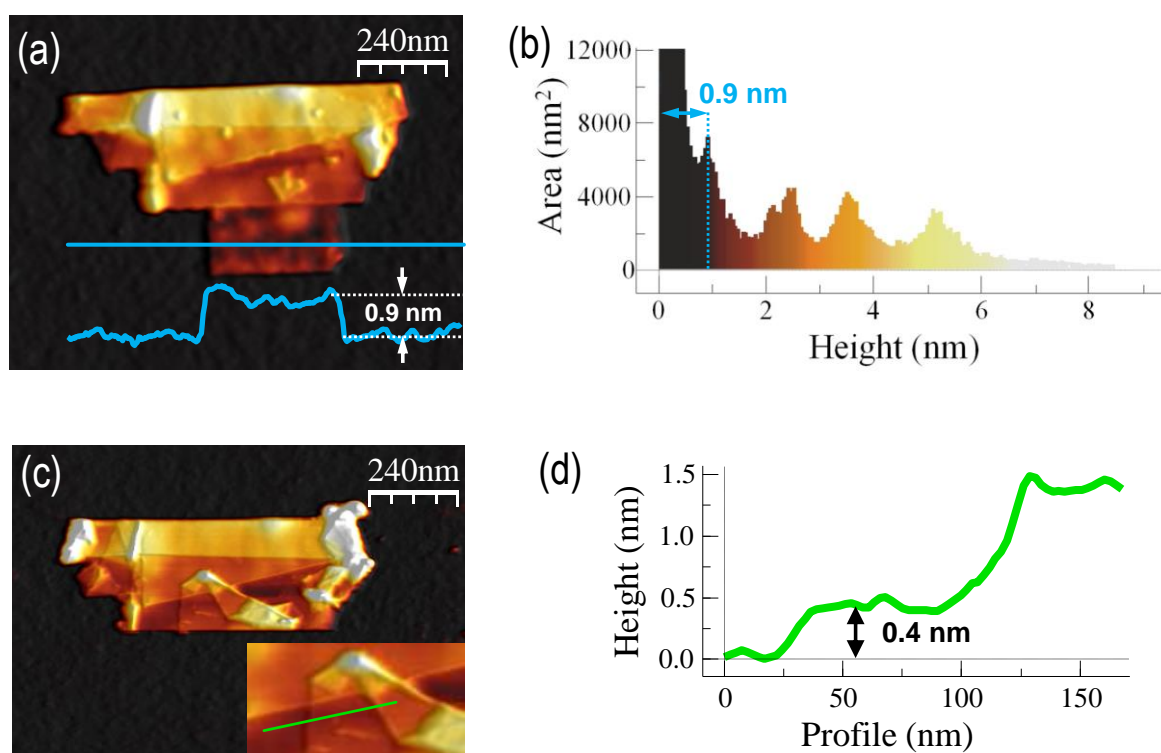 (a)
240nm
0.9 nm
(b)
12000
8000
4000
0
Area (nm²)
0.9 nm
0
2
4
6
8
Height (nm)
(c)
240nm
(d)
1.5
1.0
0.5
0.0
Height (nm)
0.4 nm
0
50
100
150
Profile (nm)